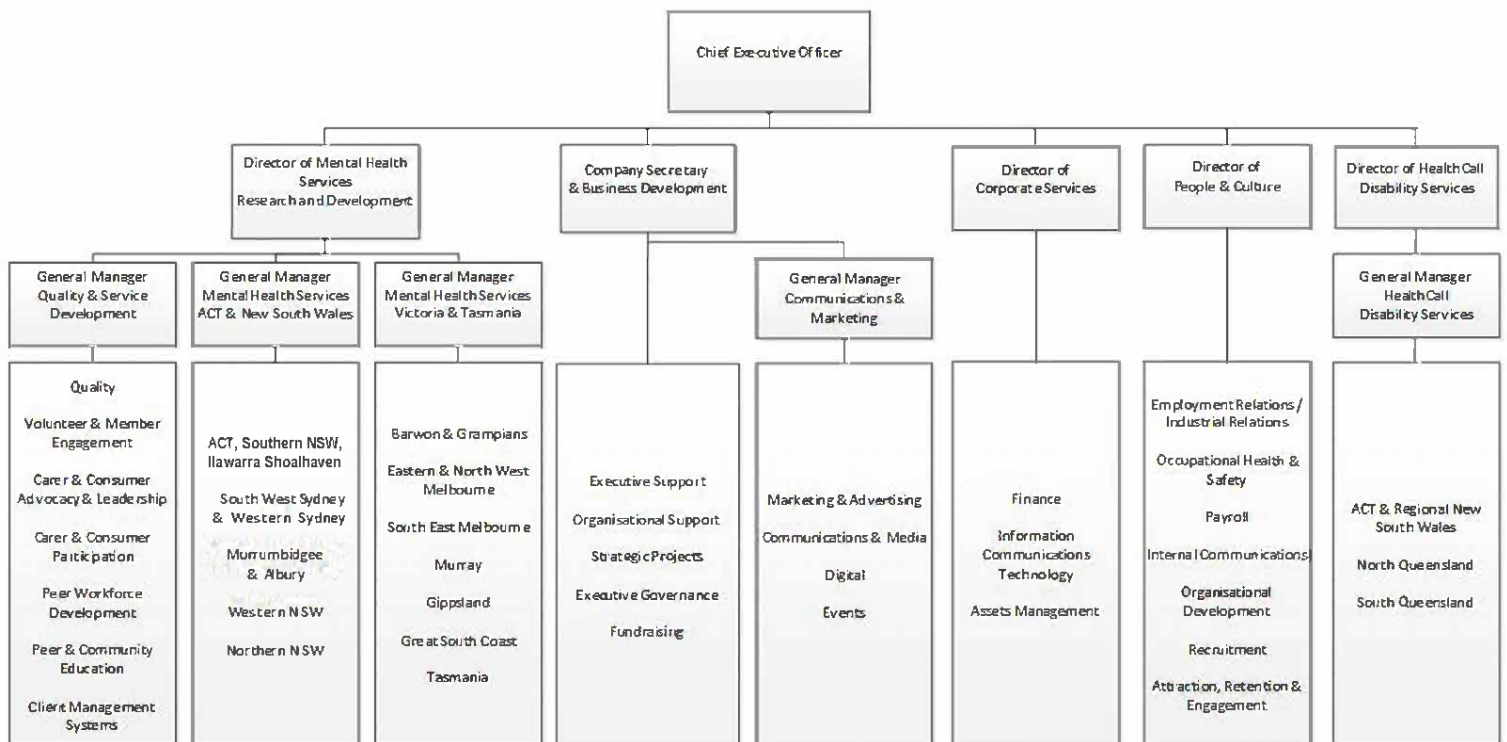 Chief Executive Officer
Director of Mental Health
Services
Research and Development
Company Secretary
& Business Development
Director of
Corporate Services
Director of
People & Culture
Director of HealthCall
Disability Services
General Manager
Quality & Service
Development
General Manager
Mental Health Services
ACT & New South Wales
General Manager
Mental Health Services
Victoria & Tasmania
General Manager
Communications &
Marketing
General Manager
HealthCall
Disability Services
Quality
Volunteer & Member
Engagement
Carer & Consumer
Advocacy & Leadership
Carer & Consumer
Participation
Peer Workforce
Development
Peer & Community
Education
Client Management
Systems
ACT, Southern NSW,
Ilawarra Shoalhaven
South West Sydney
& Western Sydney
Murrumbidgee
& Albury
Western NSW
Northern NSW
Barwon & Grampians
Eastern & North West
Melbourne
South East Melbourne
Murray
Gippsland
Great South Coast
Tasmania
Executive Support
Organisational Support
Strategic Projects
Executive Governance
Fundraising
Marketing & Advertising
Communications & Media
Digital
Events
Finance
Information
Communications
Technology
Assets Management
Employment Relations /
Industrial Relations
Occupational Health &
Safety
Payroll
Internal Communications
Organisational
Development
Recruitment
Attraction, Retention &
Engagement
ACT & Regional New
South Wales
North Queensland
South Queensland